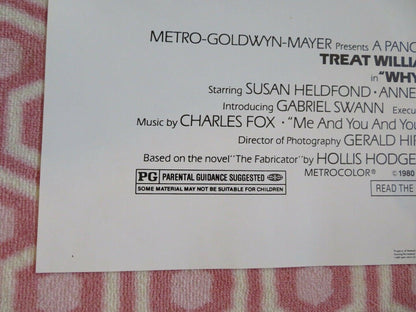 METRO-GOLDWYN-MAYER Presents A PANO
TREAT WILLIA
in "WHY
Starring SUSAN HELDFOND · ANNE
Introducing GABRIEL SWANN Execu
Music by CHARLES FOX · "Me And You And You
Director of Photography GERALD HIR
Based on the novel "The Fabricator" by HOLLIS HODGE
METROCOLOR® © 1980
PG PARENTAL GUIDANCE SUGGESTED
SOME MATERIAL MAY NOT BE SUITABLE FOR CHILDREN
READ THE